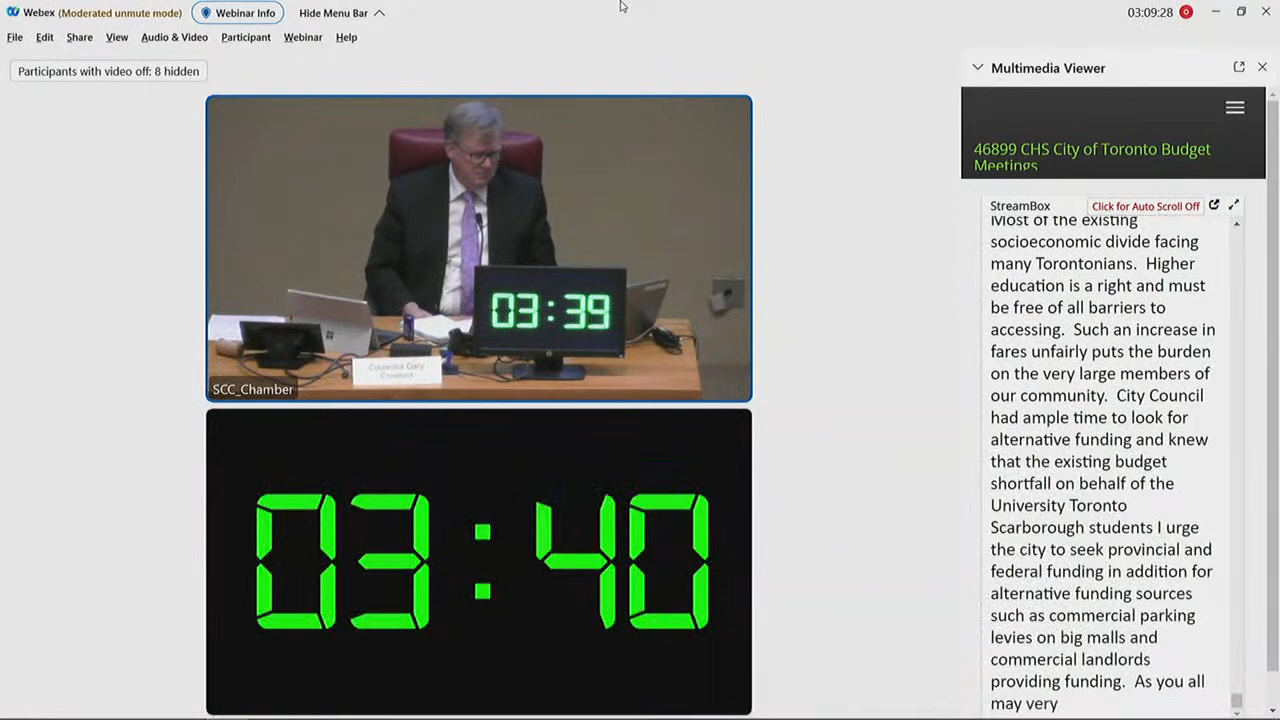 Webex (Moderated unmute mode) Webinar Info Hide Menu Bar 03:09:28
File Edit Share View Audio & Video Participant Webinar Help
Participants with video off: 8 hidden
03:39
Councillor Gary
Crawford
SCC_Chamber
03:40
Multimedia Viewer
46899 CHS City of Toronto Budget
Meetings
StreamBox Click for Auto Scroll Off
Most of the existing
socioeconomic divide facing
many Torontonians. Higher
education is a right and must
be free of all barriers to
accessing. Such an increase in
fares unfairly puts the burden
on the very large members of
our community. City Council
had ample time to look for
alternative funding and knew
that the existing budget
shortfall on behalf of the
University Toronto
Scarborough students I urge
the city to seek provincial and
federal funding in addition for
alternative funding sources
such as commercial parking
levies on big malls and
commercial landlords
providing funding. As you all
may very